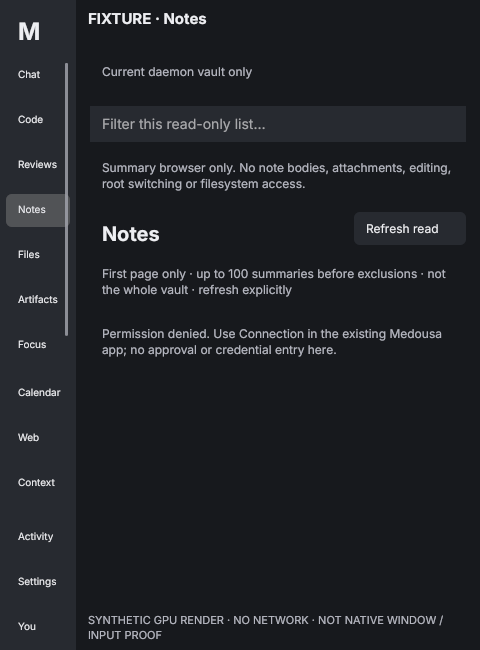 M
Chat
Code
Reviews
Notes
Files
Artifacts
Focus
Calendar
Web
Context
Activity
Settings
You
FIXTURE · Notes
Current daemon vault only
Filter this read-only list...
Summary browser only. No note bodies, attachments, editing,
root switching or filesystem access.
Notes
Refresh read
First page only · up to 100 summaries before exclusions · not
the whole vault · refresh explicitly
Permission denied. Use Connection in the existing Medousa
app; no approval or credential entry here.
SYNTHETIC GPU RENDER · NO NETWORK · NOT NATIVE WINDOW /
INPUT PROOF